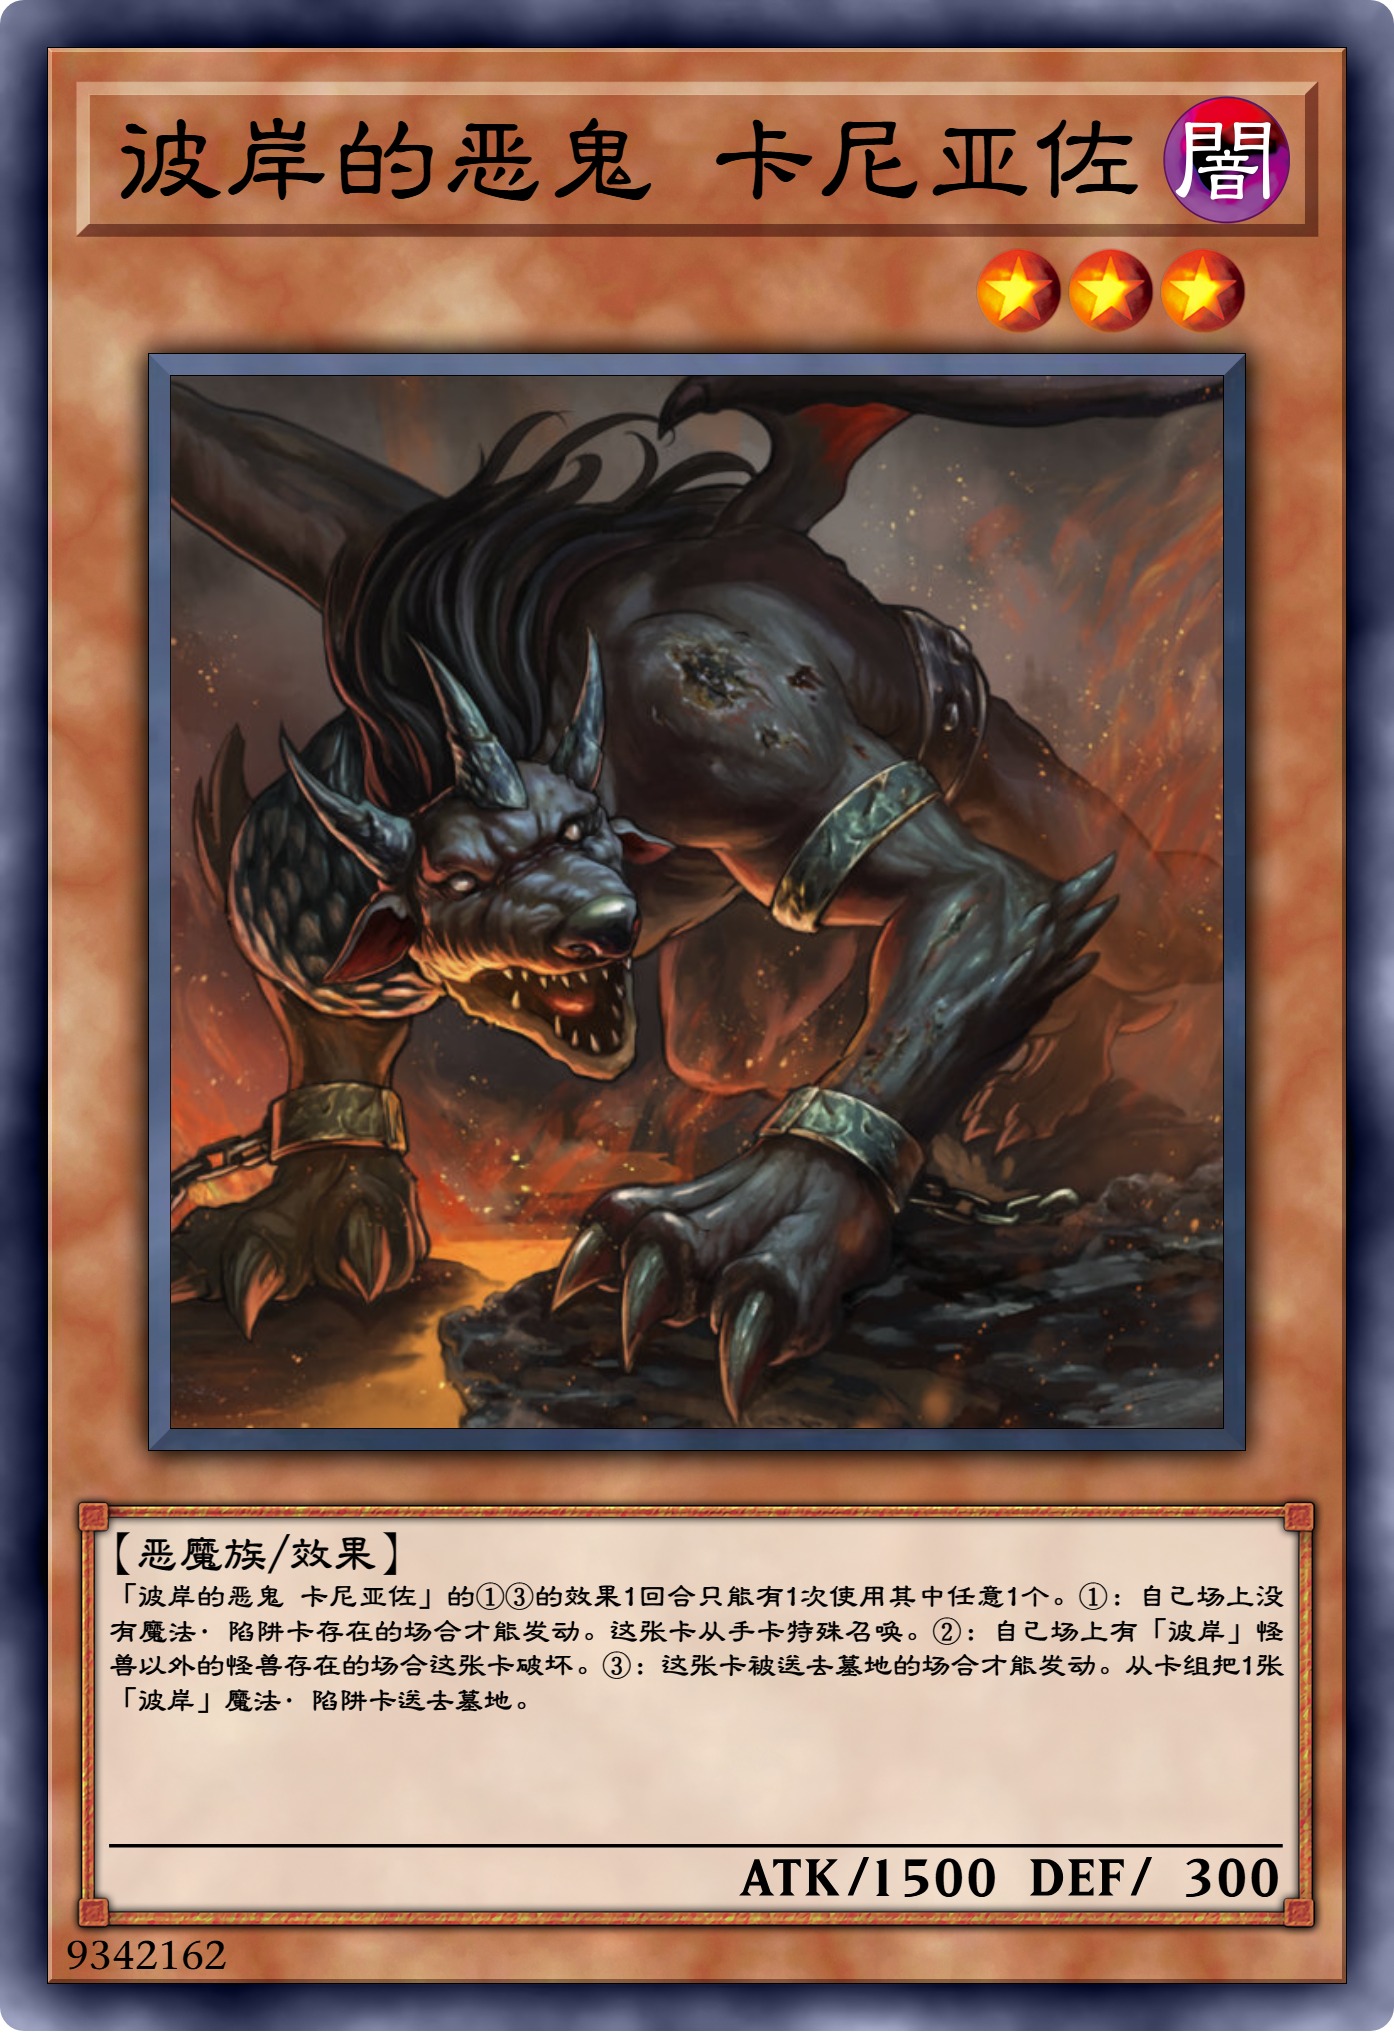 彼岸的恶鬼 卡尼亚佐
闇
【恶魔族/效果】
「彼岸的恶鬼 卡尼亚佐」的①③的效果1回合只能有1次使用其中任意1个。①：自己场上没
有魔法·陷阱卡存在的场合才能发动。这张卡从手卡特殊召唤。②：自己场上有「彼岸」怪
兽以外的怪兽存在的场合这张卡破坏。③：这张卡被送去墓地的场合才能发动。从卡组把1张
「彼岸」魔法·陷阱卡送去墓地。
ATK/1500 DEF/ 300
9342162